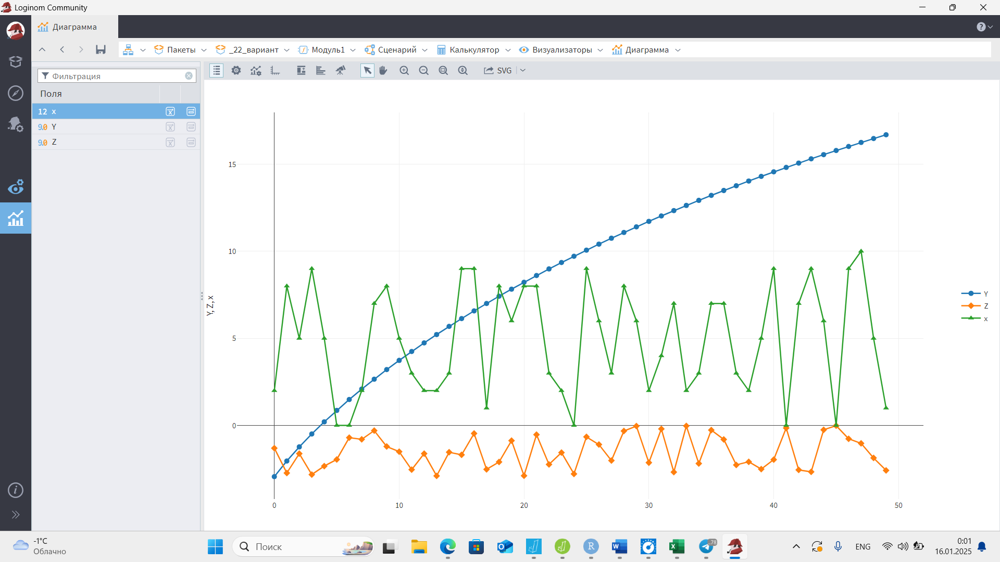 Loginom Community
Диаграмма
Пакеты
_22_вариант
Модуль1
Сценарий
Калькулятор
Визуализаторы
Диаграмма
Фильтрация
SVG
Поля
12 x
9.0 Y
9.0 Z
15
10
5
0
Y, Z, x
0
10
20
30
40
50
Y
Z
x
-1°C
Облачно
Поиск
..78
ENG
0:01
16.01.2025